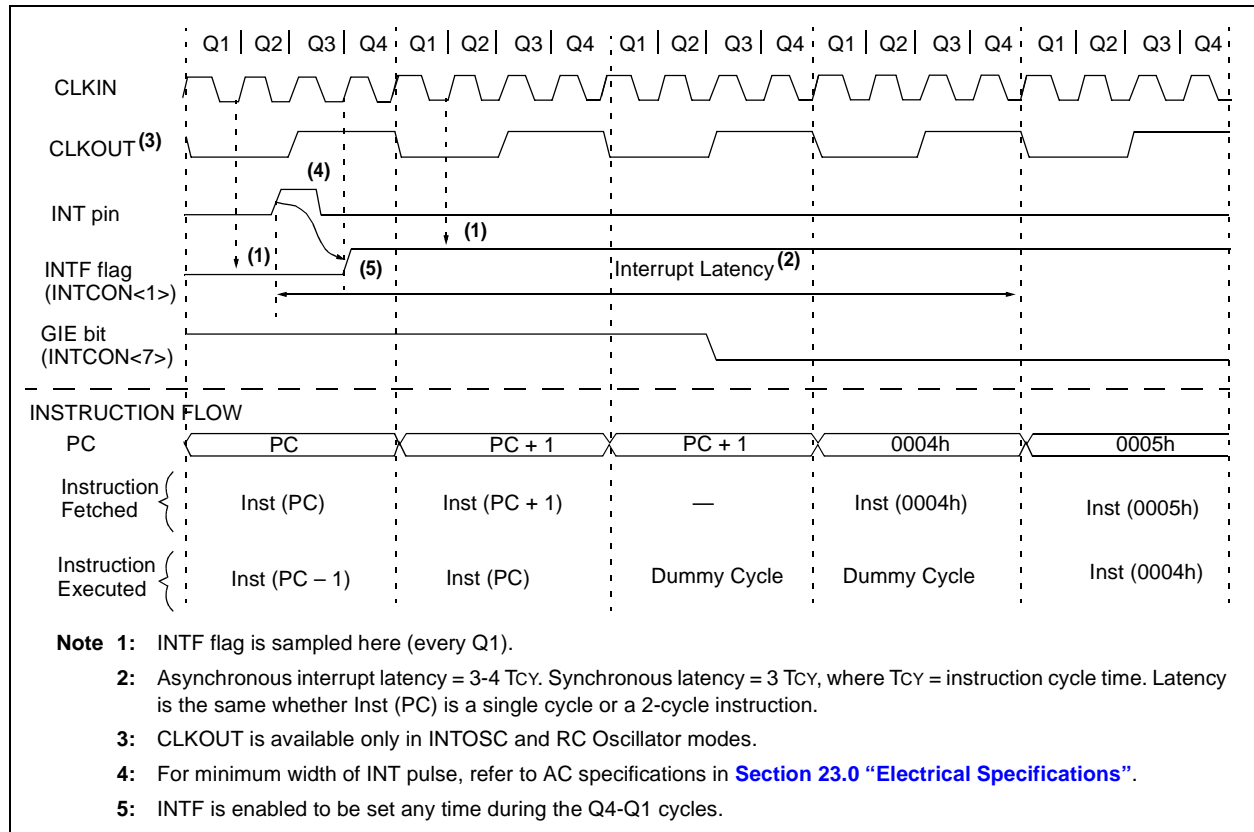 Q1 Q2 Q3 Q4 Q1 Q2 Q3 Q4 Q1 Q2 Q3 Q4 Q1 Q2 Q3 Q4 Q1 Q2 Q3 Q4
CLKIN
CLKOUT (3)
(4)
INT pin
(1)
(1)
INTF flag
(INTCON<1>)
(5)
Interrupt Latency (2)
GIE bit
(INTCON<7>)
INSTRUCTION FLOW
PC PC PC + 1 PC + 1 0004h 0005h
Instruction
Fetched
Inst (PC) Inst (PC + 1) — Inst (0004h) Inst (0005h)
Instruction
Executed
Inst (PC – 1) Inst (PC) Dummy Cycle Dummy Cycle Inst (0004h)
Note 1: INTF flag is sampled here (every Q1).
2: Asynchronous interrupt latency = 3-4 TCY. Synchronous latency = 3 TCY, where TCY = instruction cycle time. Latency
is the same whether Inst (PC) is a single cycle or a 2-cycle instruction.
3: CLKOUT is available only in INTOSC and RC Oscillator modes.
4: For minimum width of INT pulse, refer to AC specifications in Section 23.0 “Electrical Specifications”.
5: INTF is enabled to be set any time during the Q4-Q1 cycles.